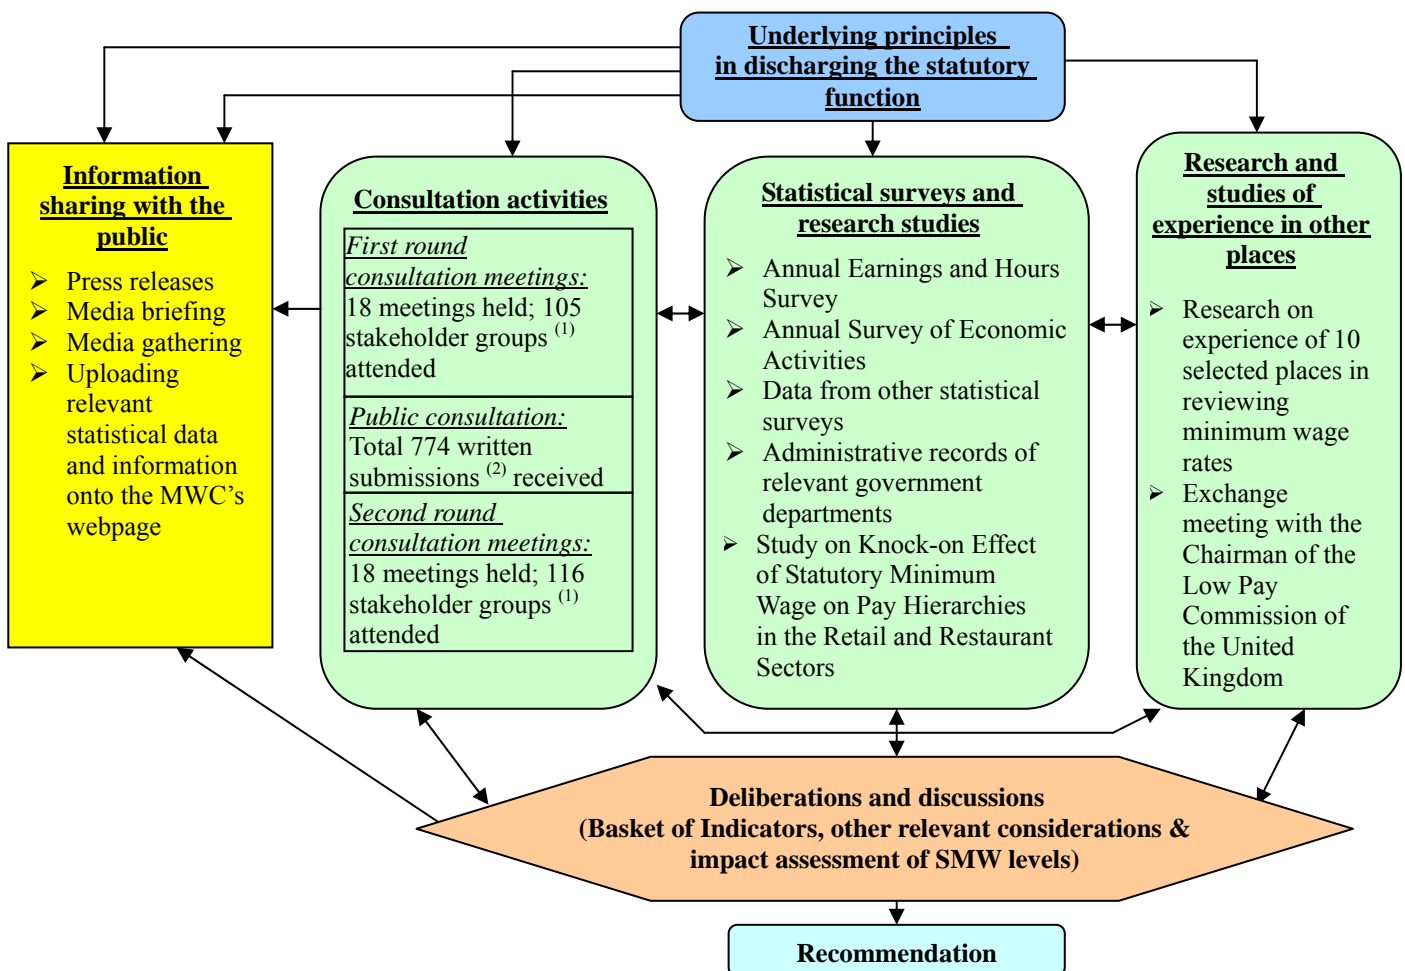 Underlying principles
in discharging the statutory
function
Information
sharing with the
public
➢ Press releases
➢ Media briefing
➢ Media gathering
➢ Uploading
relevant
statistical data
and information
onto the MWC's
webpage
Consultation activities
First round
consultation meetings:
18 meetings held; 105
stakeholder groups (1)
attended
Public consultation:
Total 774 written
submissions (2) received
Second round
consultation meetings:
18 meetings held; 116
stakeholder groups (1)
attended
Statistical surveys and
research studies
➢ Annual Earnings and Hours
Survey
➢ Annual Survey of Economic
Activities
➢ Data from other statistical
surveys
➢ Administrative records of
relevant government
departments
➢ Study on Knock-on Effect
of Statutory Minimum
Wage on Pay Hierarchies
in the Retail and Restaurant
Sectors
Research and
studies of
experience in other
places
➢ Research on
experience of 10
selected places in
reviewing
minimum wage
rates
➢ Exchange
meeting with the
Chairman of the
Low Pay
Commission of
the United
Kingdom
Deliberations and discussions
(Basket of Indicators, other relevant considerations &
impact assessment of SMW levels)
Recommendation